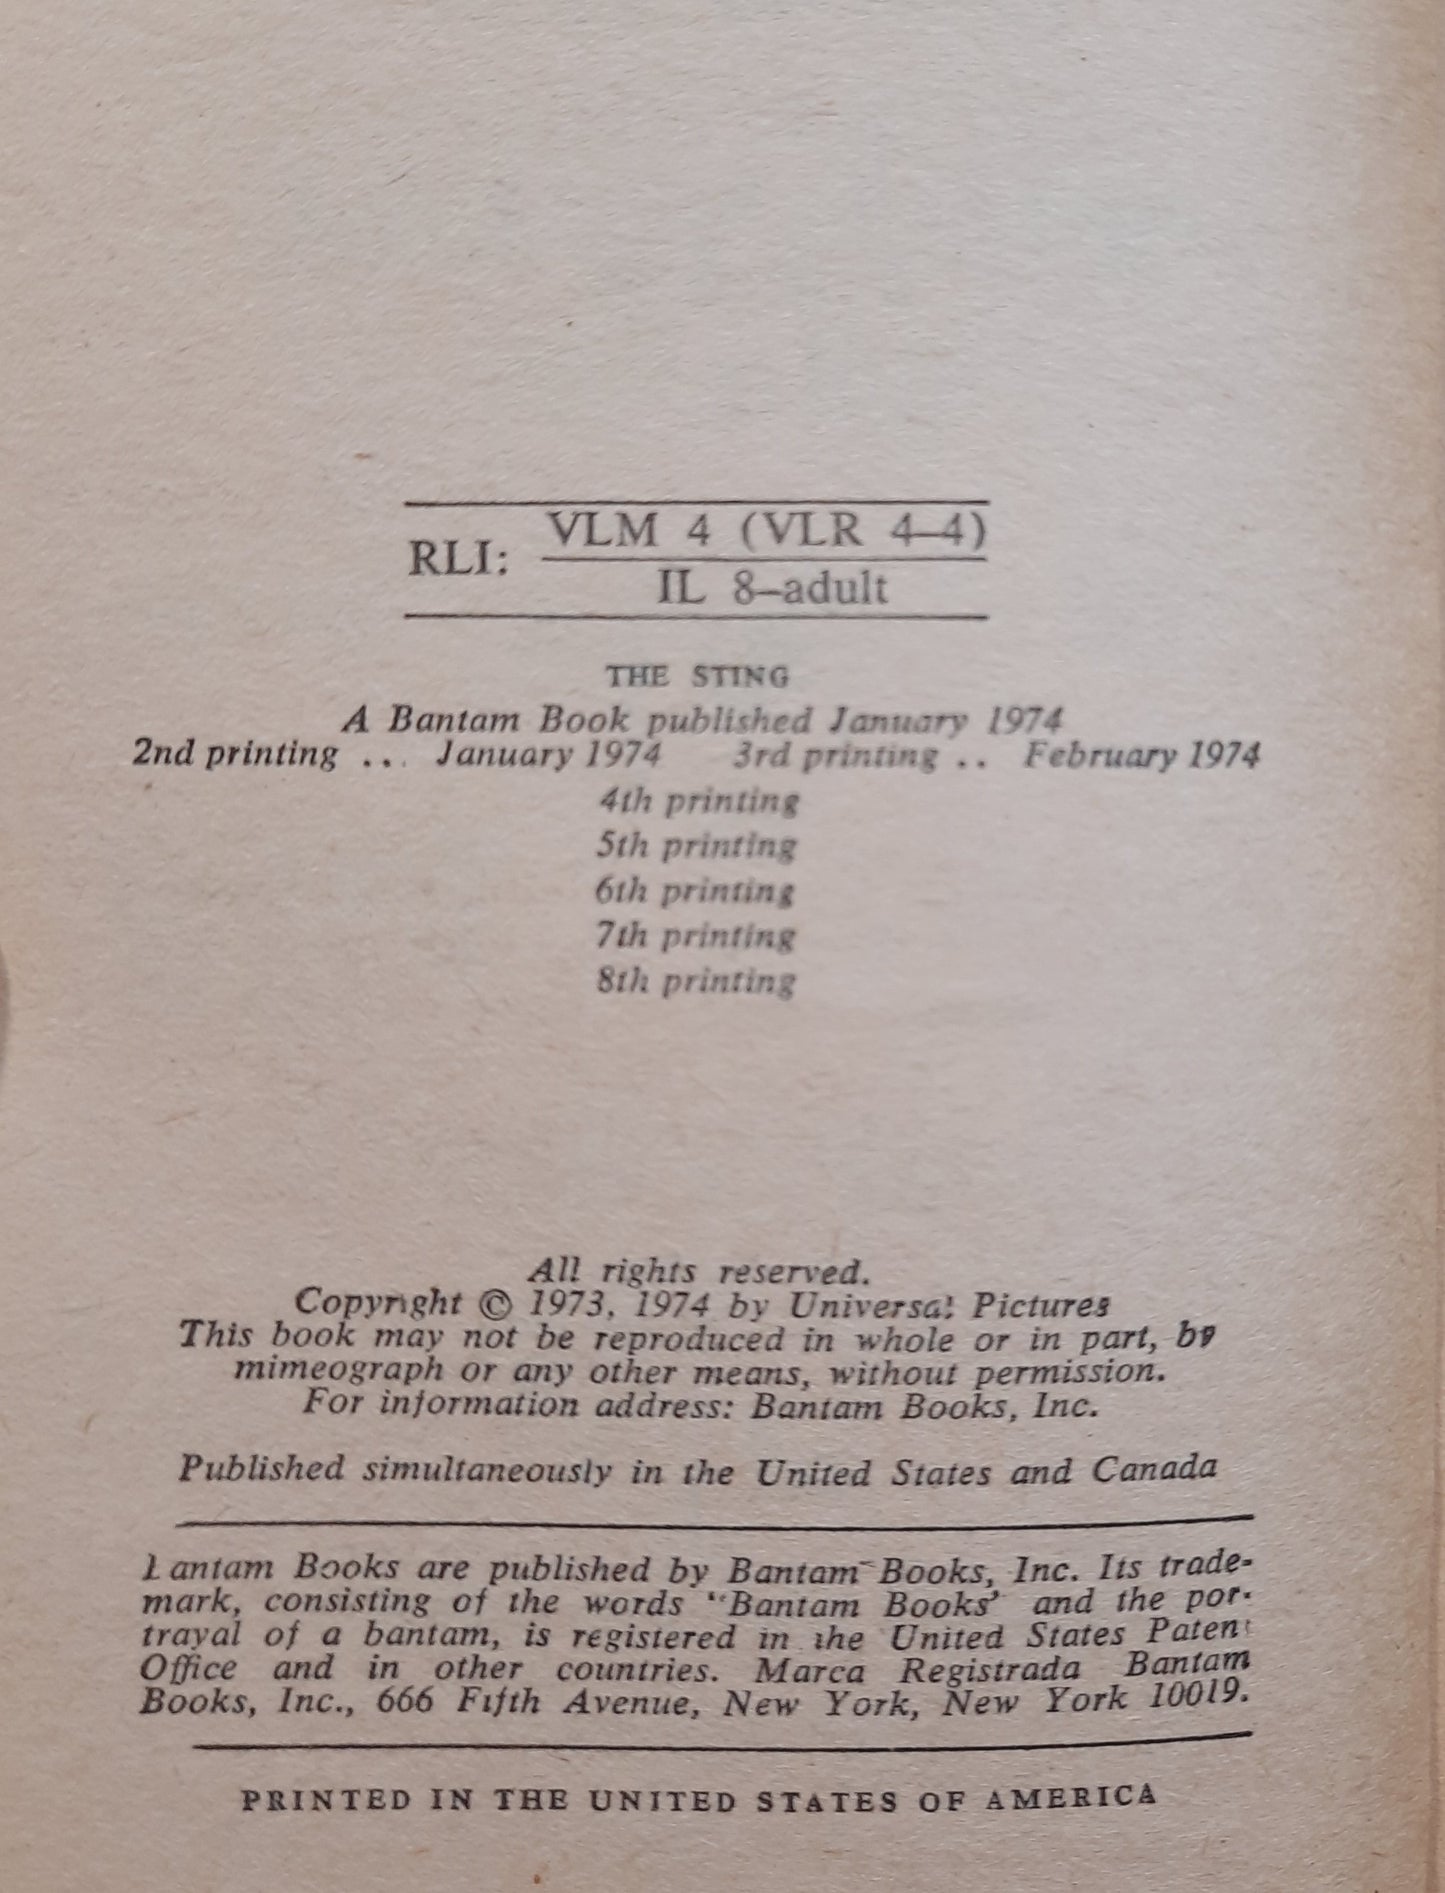 RLI: VLM 4 (VLR 4–4)
IL 8–adult
THE STING
A Bantam Book published January 1974
2nd printing ... January 1974 3rd printing .. February 1974
4th printing
5th printing
6th printing
7th printing
8th printing
All rights reserved.
Copyright © 1973, 1974 by Universal Pictures
This book may not be reproduced in whole or in part, by
mimeograph or any other means, without permission.
For information address: Bantam Books, Inc.
Published simultaneously in the United States and Canada
Bantam Books are published by Bantam Books, Inc. Its trade-
mark, consisting of the words "Bantam Books" and the por-
trayal of a bantam, is registered in the United States Patent
Office and in other countries. Marca Registrada Bantam
Books, Inc., 666 Fifth Avenue, New York, New York 10019.
PRINTED IN THE UNITED STATES OF AMERICA